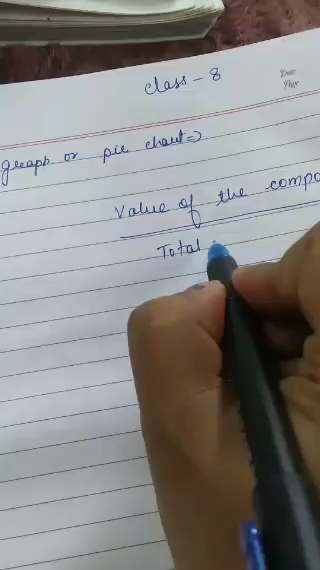 class - 8
Date
Page
graph or pie chart =>
Value of the compo
Total